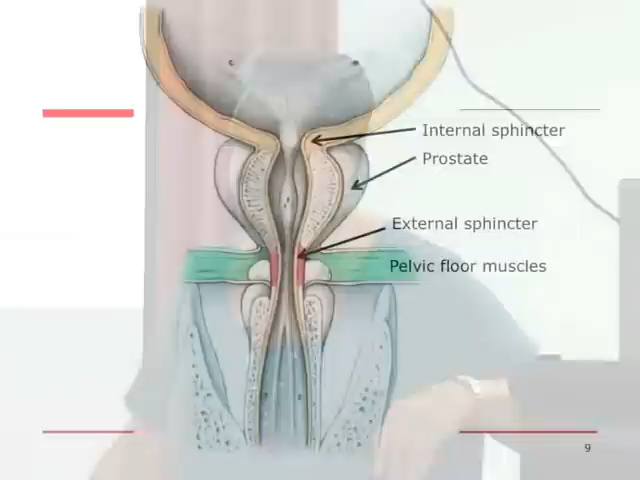 Internal sphincter
Prostate
External sphincter
Pelvic floor muscles
9